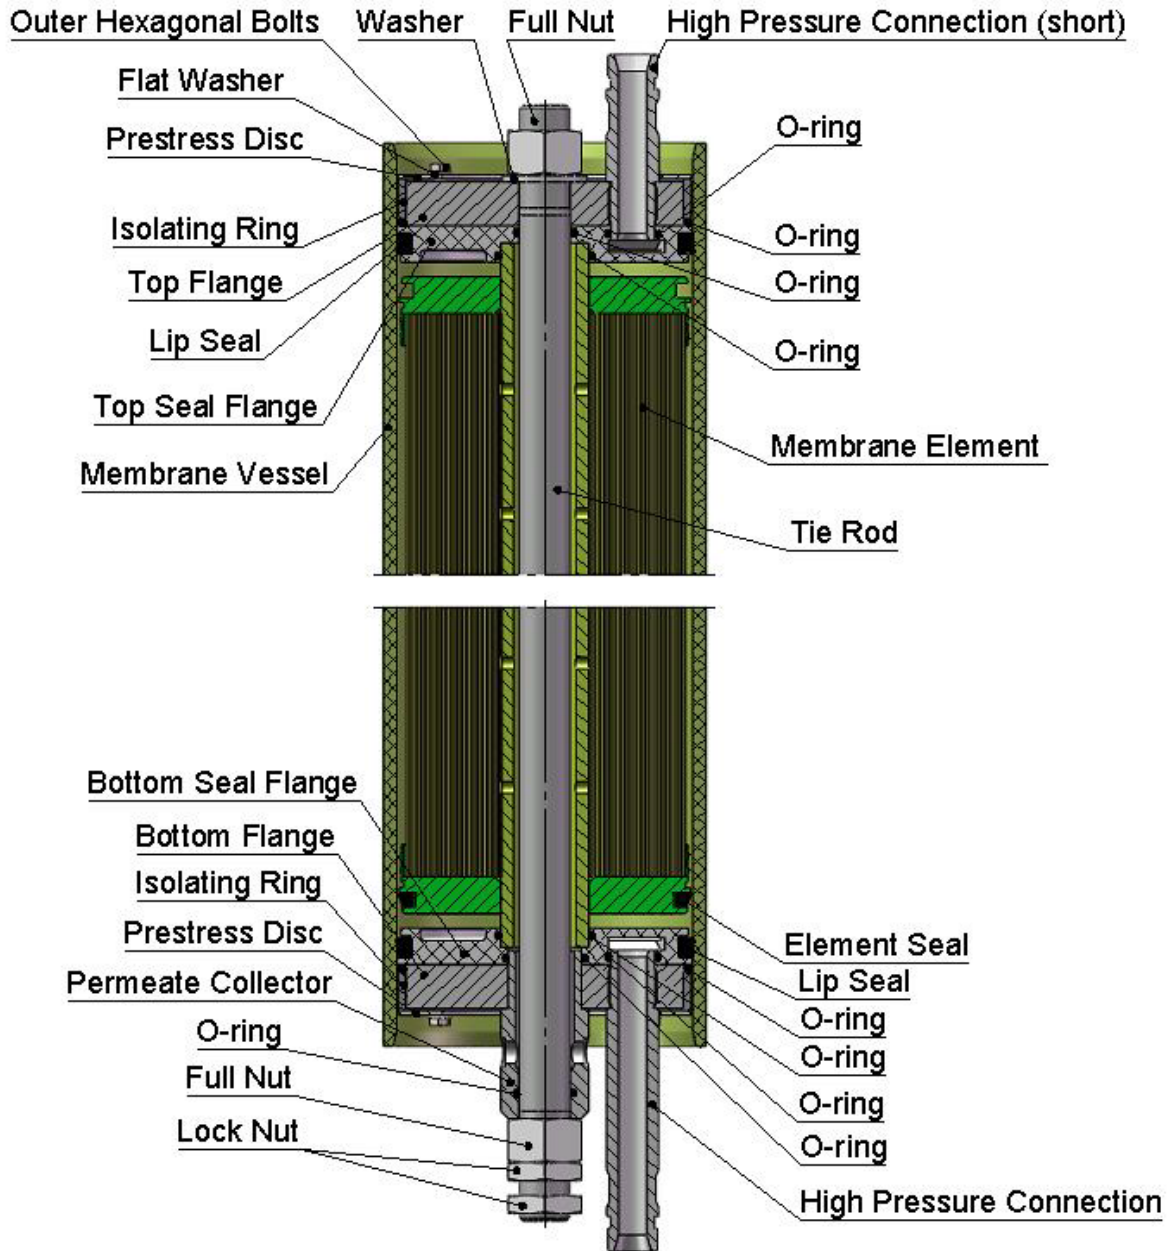 Outer Hexagonal Bolts
Washer
Full Nut
High Pressure Connection (short)
Flat Washer
Prestress Disc
O-ring
Isolating Ring
O-ring
Top Flange
O-ring
Lip Seal
O-ring
Top Seal Flange
Membrane Element
Membrane Vessel
Tie Rod
Bottom Seal Flange
Bottom Flange
Isolating Ring
Prestress Disc
Element Seal
Permeate Collector
Lip Seal
O-ring
O-ring
Full Nut
O-ring
Lock Nut
O-ring
O-ring
High Pressure Connection